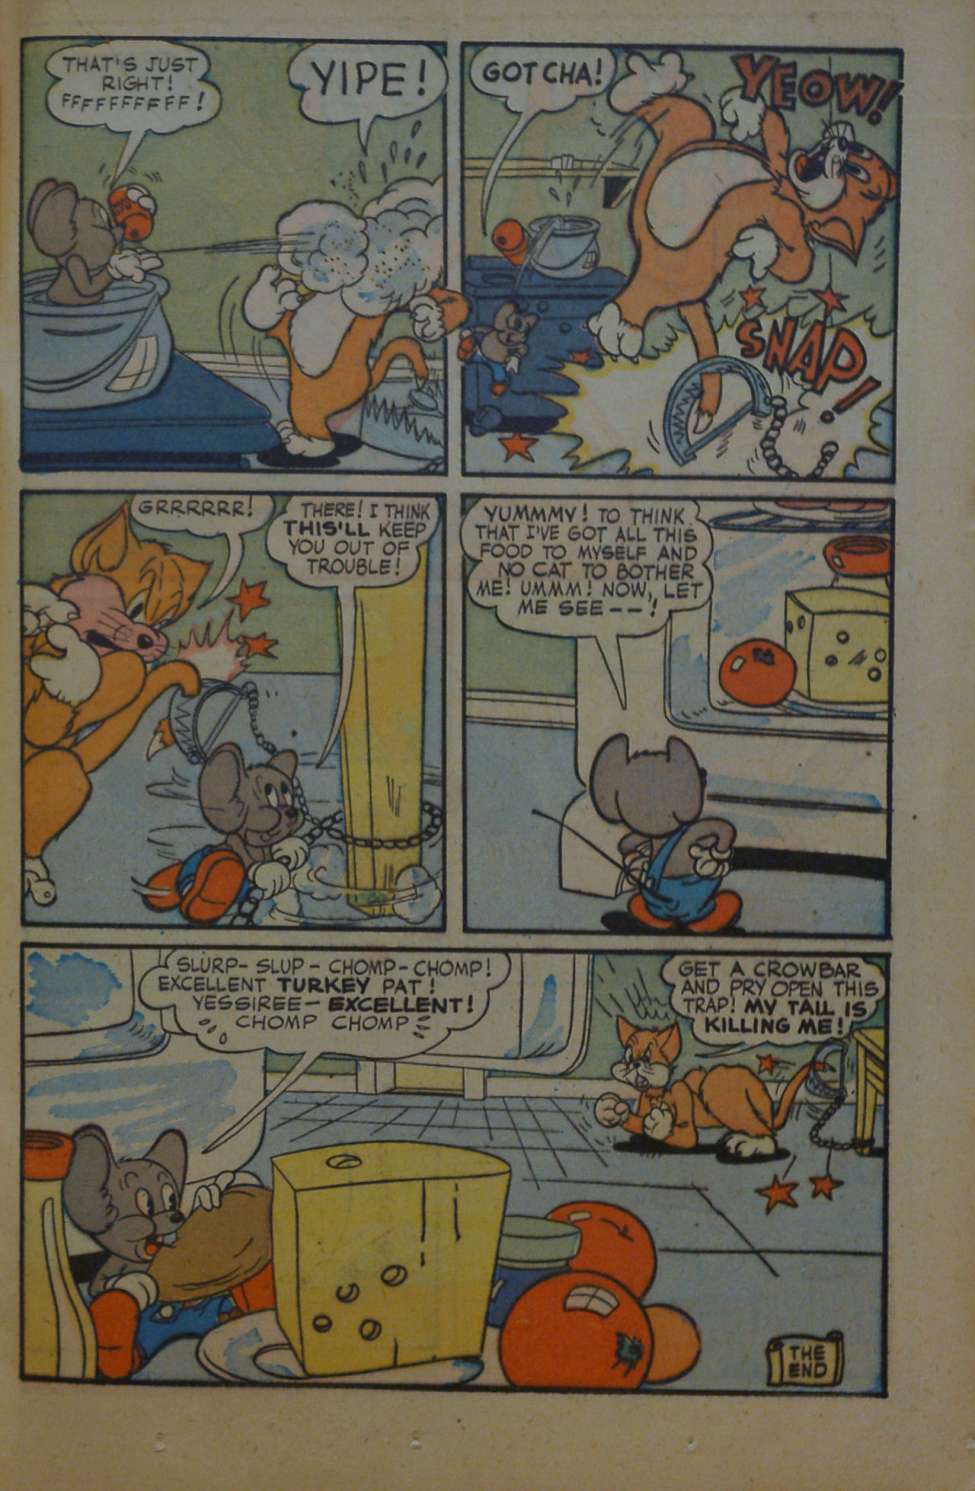 THAT'S JUST
RIGHT!
FFFFFFFFFFF!
YIPE!
GOTCHA!
YEOW!
SNAP!
GRRRRRR!
THERE! I THINK
THIS'LL KEEP
YOU OUT OF
TROUBLE!
YUMMMY! TO THINK
THAT I'VE GOT ALL THIS
FOOD TO MYSELF AND
NO CAT TO BOTHER
ME! UMMM! NOW, LET
ME SEE---!
SLURP-SLUP-CHOMP-CHOMP!
EXCELLENT TURKEY PAT!
YESSIREE-EXCELLENT!
CHOMP CHOMP
GET A CROWBAR
AND PRY OPEN THIS
TRAP! MY TAIL IS
KILLING ME!
THE
END